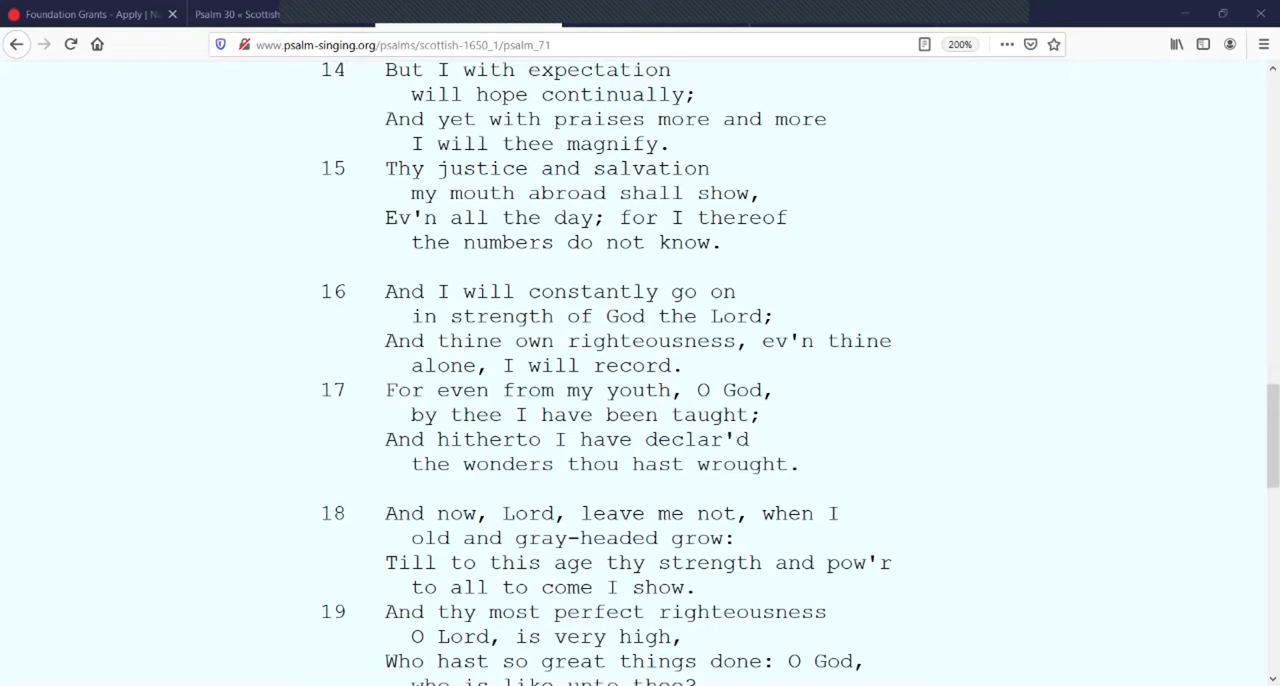 Foundation Grants - Apply | N
Psalm 30 « Scottish
www.psalm-singing.org/psalms/scottish-1650_1/psalm_71
200%
14 But I with expectation
will hope continually;
And yet with praises more and more
I will thee magnify.
15 Thy justice and salvation
my mouth abroad shall show,
Ev'n all the day; for I thereof
the numbers do not know.
16 And I will constantly go on
in strength of God the Lord;
And thine own righteousness, ev'n thine
alone, I will record.
17 For even from my youth, O God,
by thee I have been taught;
And hitherto I have declar'd
the wonders thou hast wrought.
18 And now, Lord, leave me not, when I
old and gray-headed grow:
Till to this age thy strength and pow'r
to all to come I show.
19 And thy most perfect righteousness
O Lord, is very high,
Who hast so great things done: O God,
who is like unto thee?